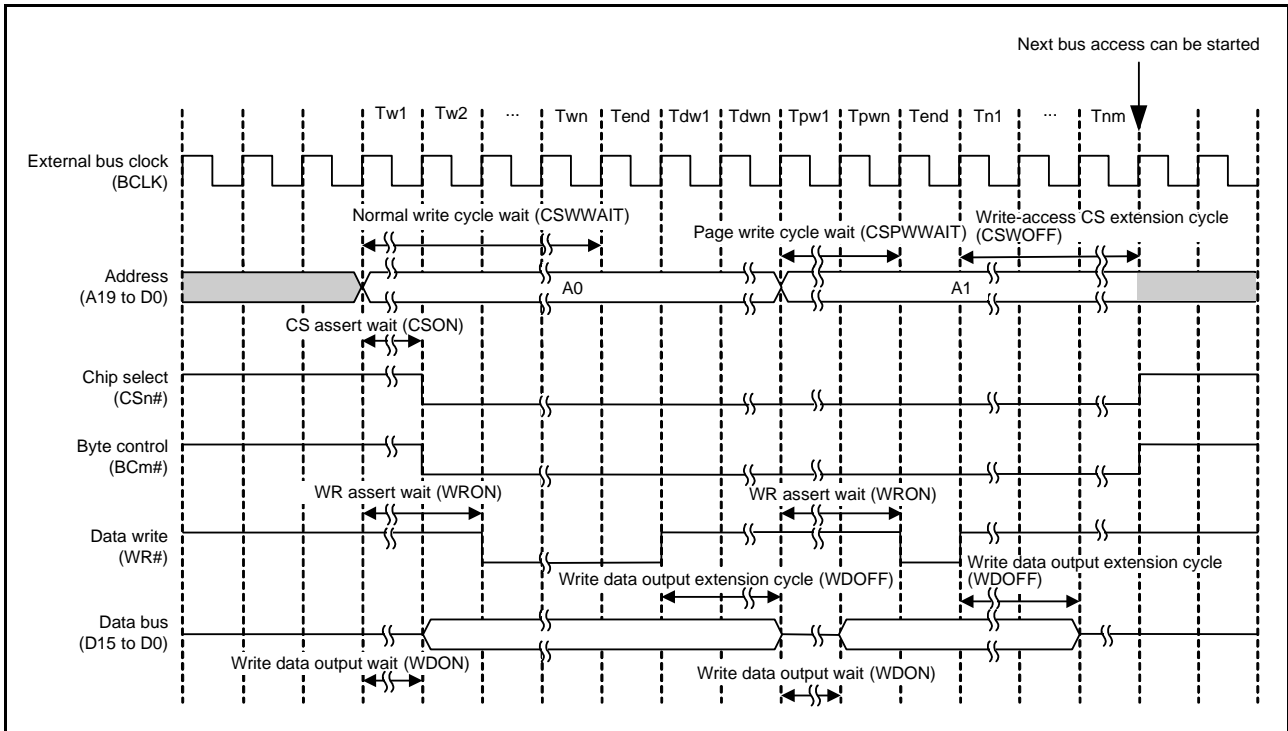 Next bus access can be started
Tw1 Tw2 ... Twn Tend Tdw1 Tdwn Tpw1 Tpwn Tend Tn1 ... Tnm
External bus clock
(BCLK)
Normal write cycle wait (CSWWAIT)
Page write cycle wait (CSPWWAIT)
Write-access CS extension cycle
(CSWOFF)
Address
(A19 to D0)
A0
A1
CS assert wait (CSON)
Chip select
(CSn#)
Byte control
(BCm#)
WR assert wait (WRON)
WR assert wait (WRON)
Data write
(WR#)
Write data output extension cycle (WDOFF)
Write data output extension cycle
(WDOFF)
Data bus
(D15 to D0)
Write data output wait (WDON)
Write data output wait (WDON)